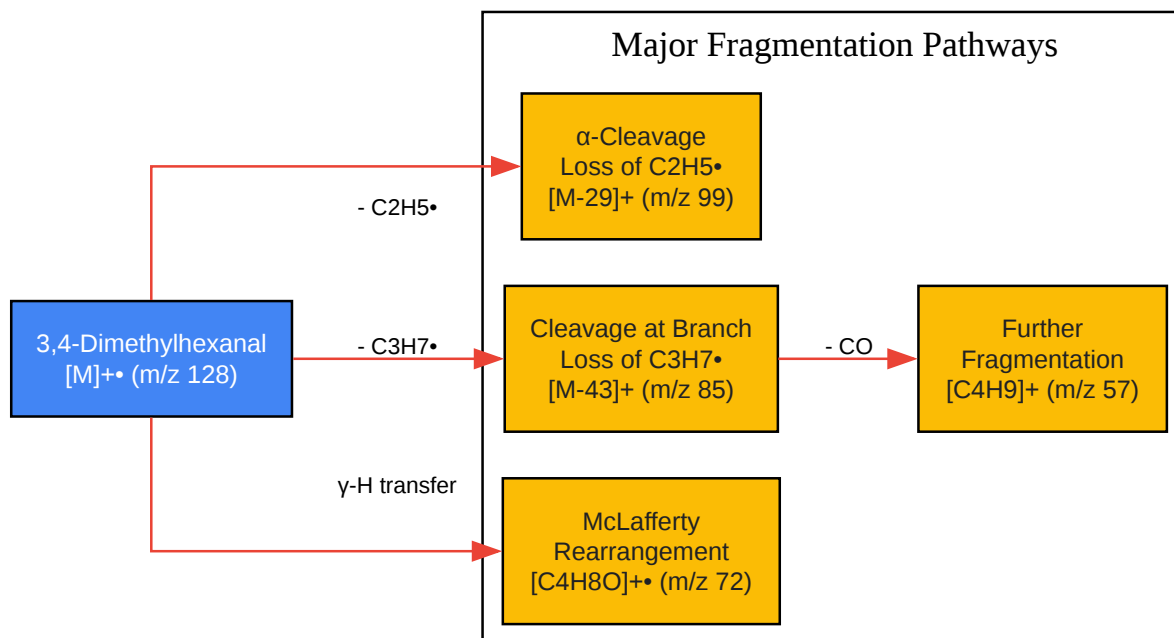 Major Fragmentation Pathways
α-Cleavage
Loss of C2H5•
[M-29]+ (m/z 99)
- C2H5•
3,4-Dimethylhexanal
[M]+• (m/z 128)
- C3H7•
Cleavage at Branch
Loss of C3H7•
[M-43]+ (m/z 85)
- CO
Further
Fragmentation
[C4H9]+ (m/z 57)
γ-H transfer
McLafferty
Rearrangement
[C4H8O]+• (m/z 72)